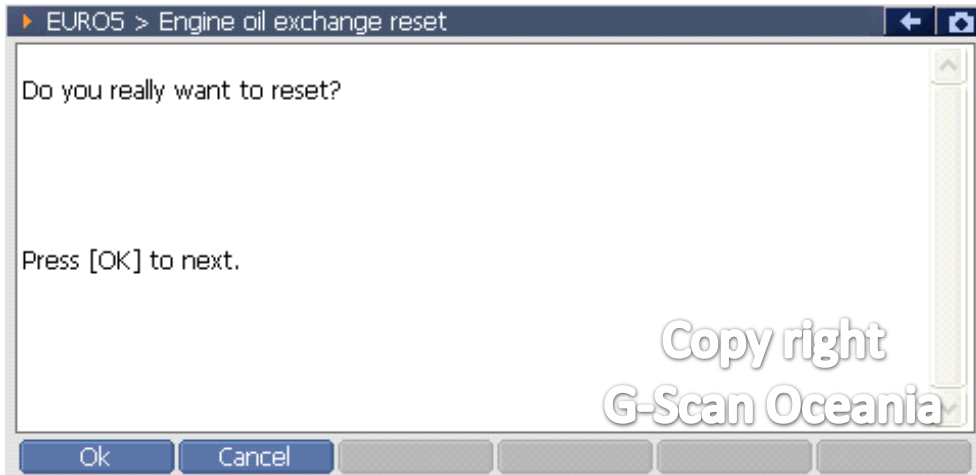 EURO5 > Engine oil exchange reset
Do you really want to reset?
Press [OK] to next.
Copy right
G-Scan Oceania
Ok Cancel